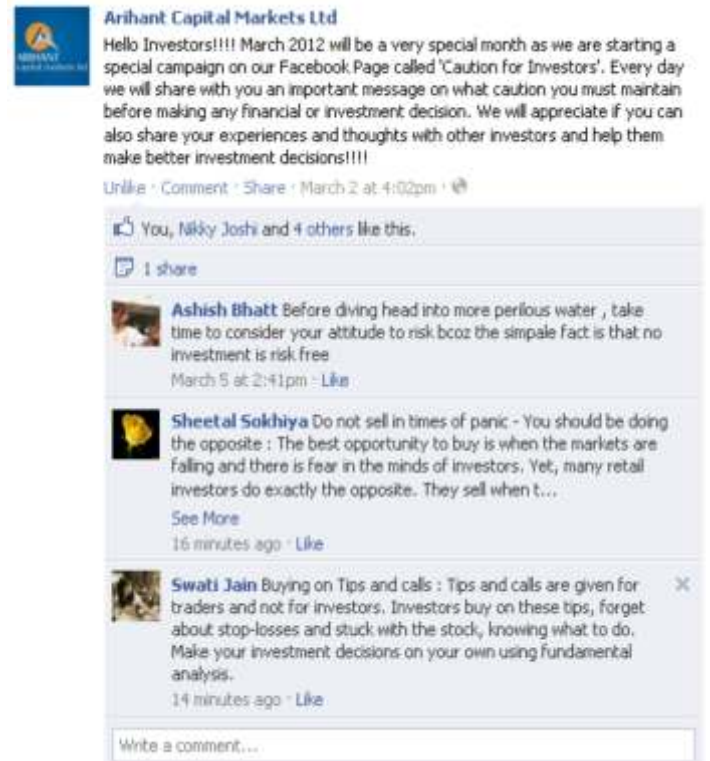 Arihant Capital Markets Ltd
Hello Investors!!!! March 2012 will be a very special month as we are starting a
special campaign on our Facebook Page called 'Caution for Investors'. Every day
we will share with you an important message on what caution you must maintain
before making any financial or investment decision. We will appreciate if you can
also share your experiences and thoughts with other investors and help them
make better investment decisions!!!!
Unlike · Comment · Share · March 2 at 4:02pm ·
You, Nikky Joshi and 4 others like this.
1 share
Ashish Bhatt Before diving head into more perilous water , take
time to consider your attitude to risk bcoz the simpale fact is that no
investment is risk free
March 5 at 2:41pm · Like
Sheetal Sokhiya Do not sell in times of panic - You should be doing
the opposite : The best opportunity to buy is when the markets are
falling and there is fear in the minds of investors. Yet, many retail
investors do exactly the opposite. They sell when t...
See More
16 minutes ago · Like
Swati Jain Buying on Tips and calls : Tips and calls are given for
traders and not for investors. Investors buy on these tips, forget
about stop-losses and stuck with the stock, knowing what to do.
Make your investment decisions on your own using fundamental
analysis.
14 minutes ago · Like
Write a comment...